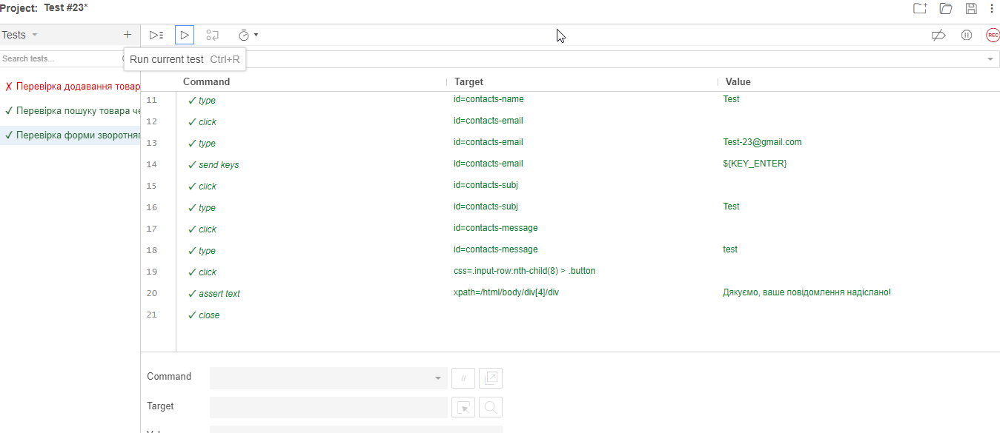 Project: Test #23*
Tests
Search tests...
Run current test Ctrl+R
REC
Command Target Value
Перевірка додавання товар
Перевірка пошуку товара че
Перевірка форми зворотняг
11 type id=contacts-name Test
12 click id=contacts-email
13 type id=contacts-email Test-23@gmail.com
14 send keys id=contacts-email ${KEY_ENTER}
15 click id=contacts-subj
16 type id=contacts-subj Test
17 click id=contacts-message
18 type id=contacts-message test
19 click css=.input-row:nth-child(8) > .button
20 assert text xpath=/html/body/div[4]/div Дякуємо, ваше повідомлення надіслано!
21 close
Command
//
Target